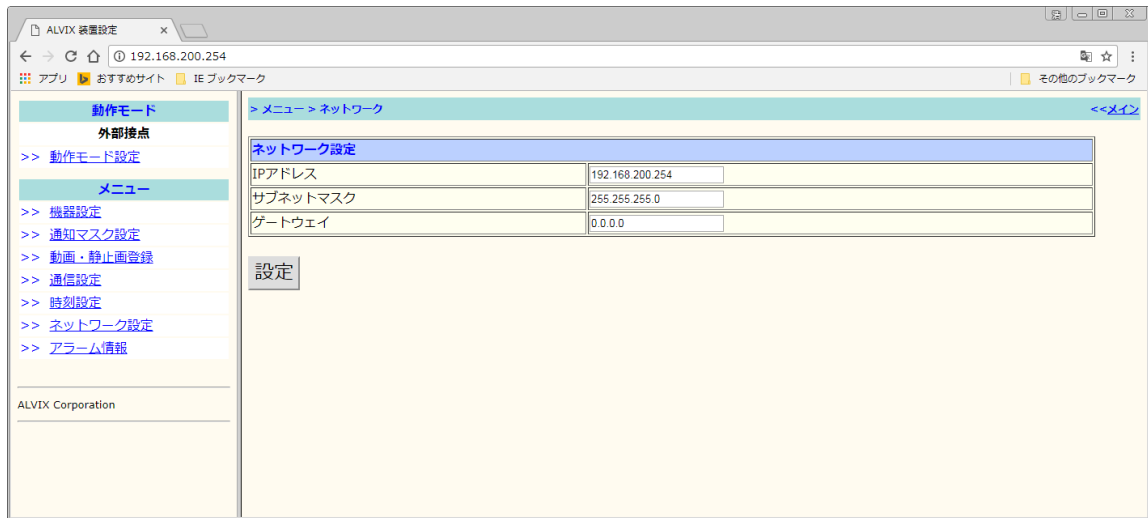 ALVIX 装置設定
192.168.200.254
アプリ おすすめサイト IE ブックマーク その他のブックマーク
動作モード
外部接点
>> 動作モード設定
メニュー
>> 機器設定
>> 通知マスク設定
>> 動画・静止画登録
>> 通信設定
>> 時刻設定
>> ネットワーク設定
>> アラーム情報
ALVIX Corporation
> メニュー > ネットワーク <<メイン
ネットワーク設定
IPアドレス 192.168.200.254
サブネットマスク 255.255.255.0
ゲートウェイ 0.0.0.0
設定